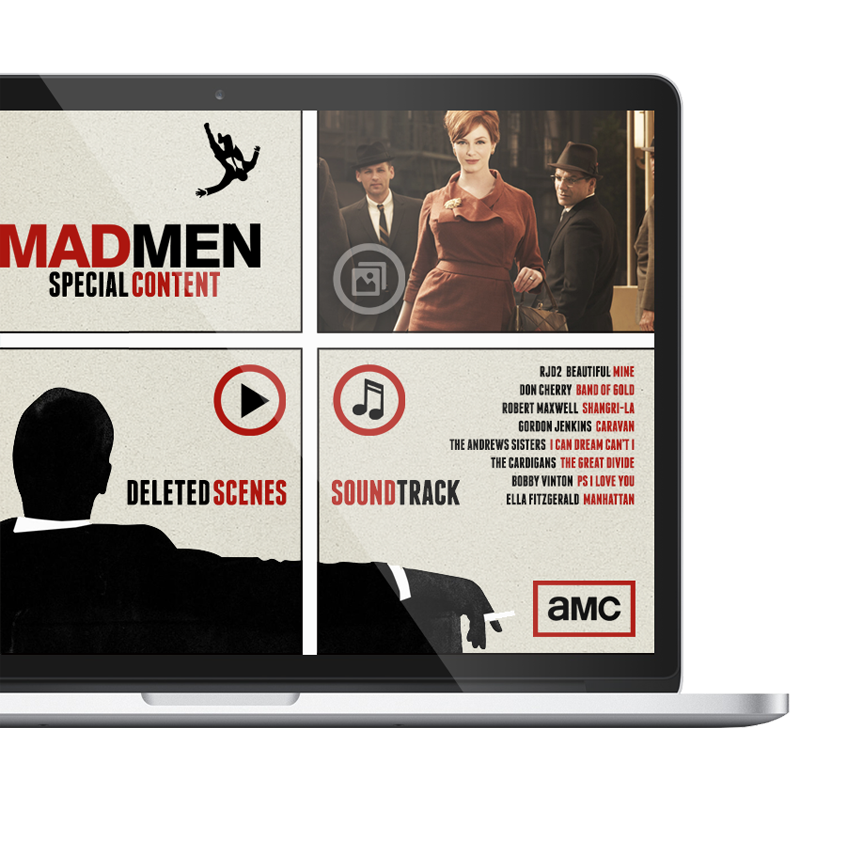 MADMEN
SPECIAL CONTENT
DELETED SCENES
SOUNDTRACK
RJD2 BEAUTIFUL MINE
DON CHERRY BAND OF GOLD
ROBERT MAXWELL SHANGRI-LA
GORDON JENKINS CARAVAN
THE ANDREWS SISTERS I CAN DREAM CAN'T I
THE CARDIGANS THE GREAT DIVIDE
BOBBY VINTON PS I LOVE YOU
ELLA FITZGERALD MANHATTAN
aMC